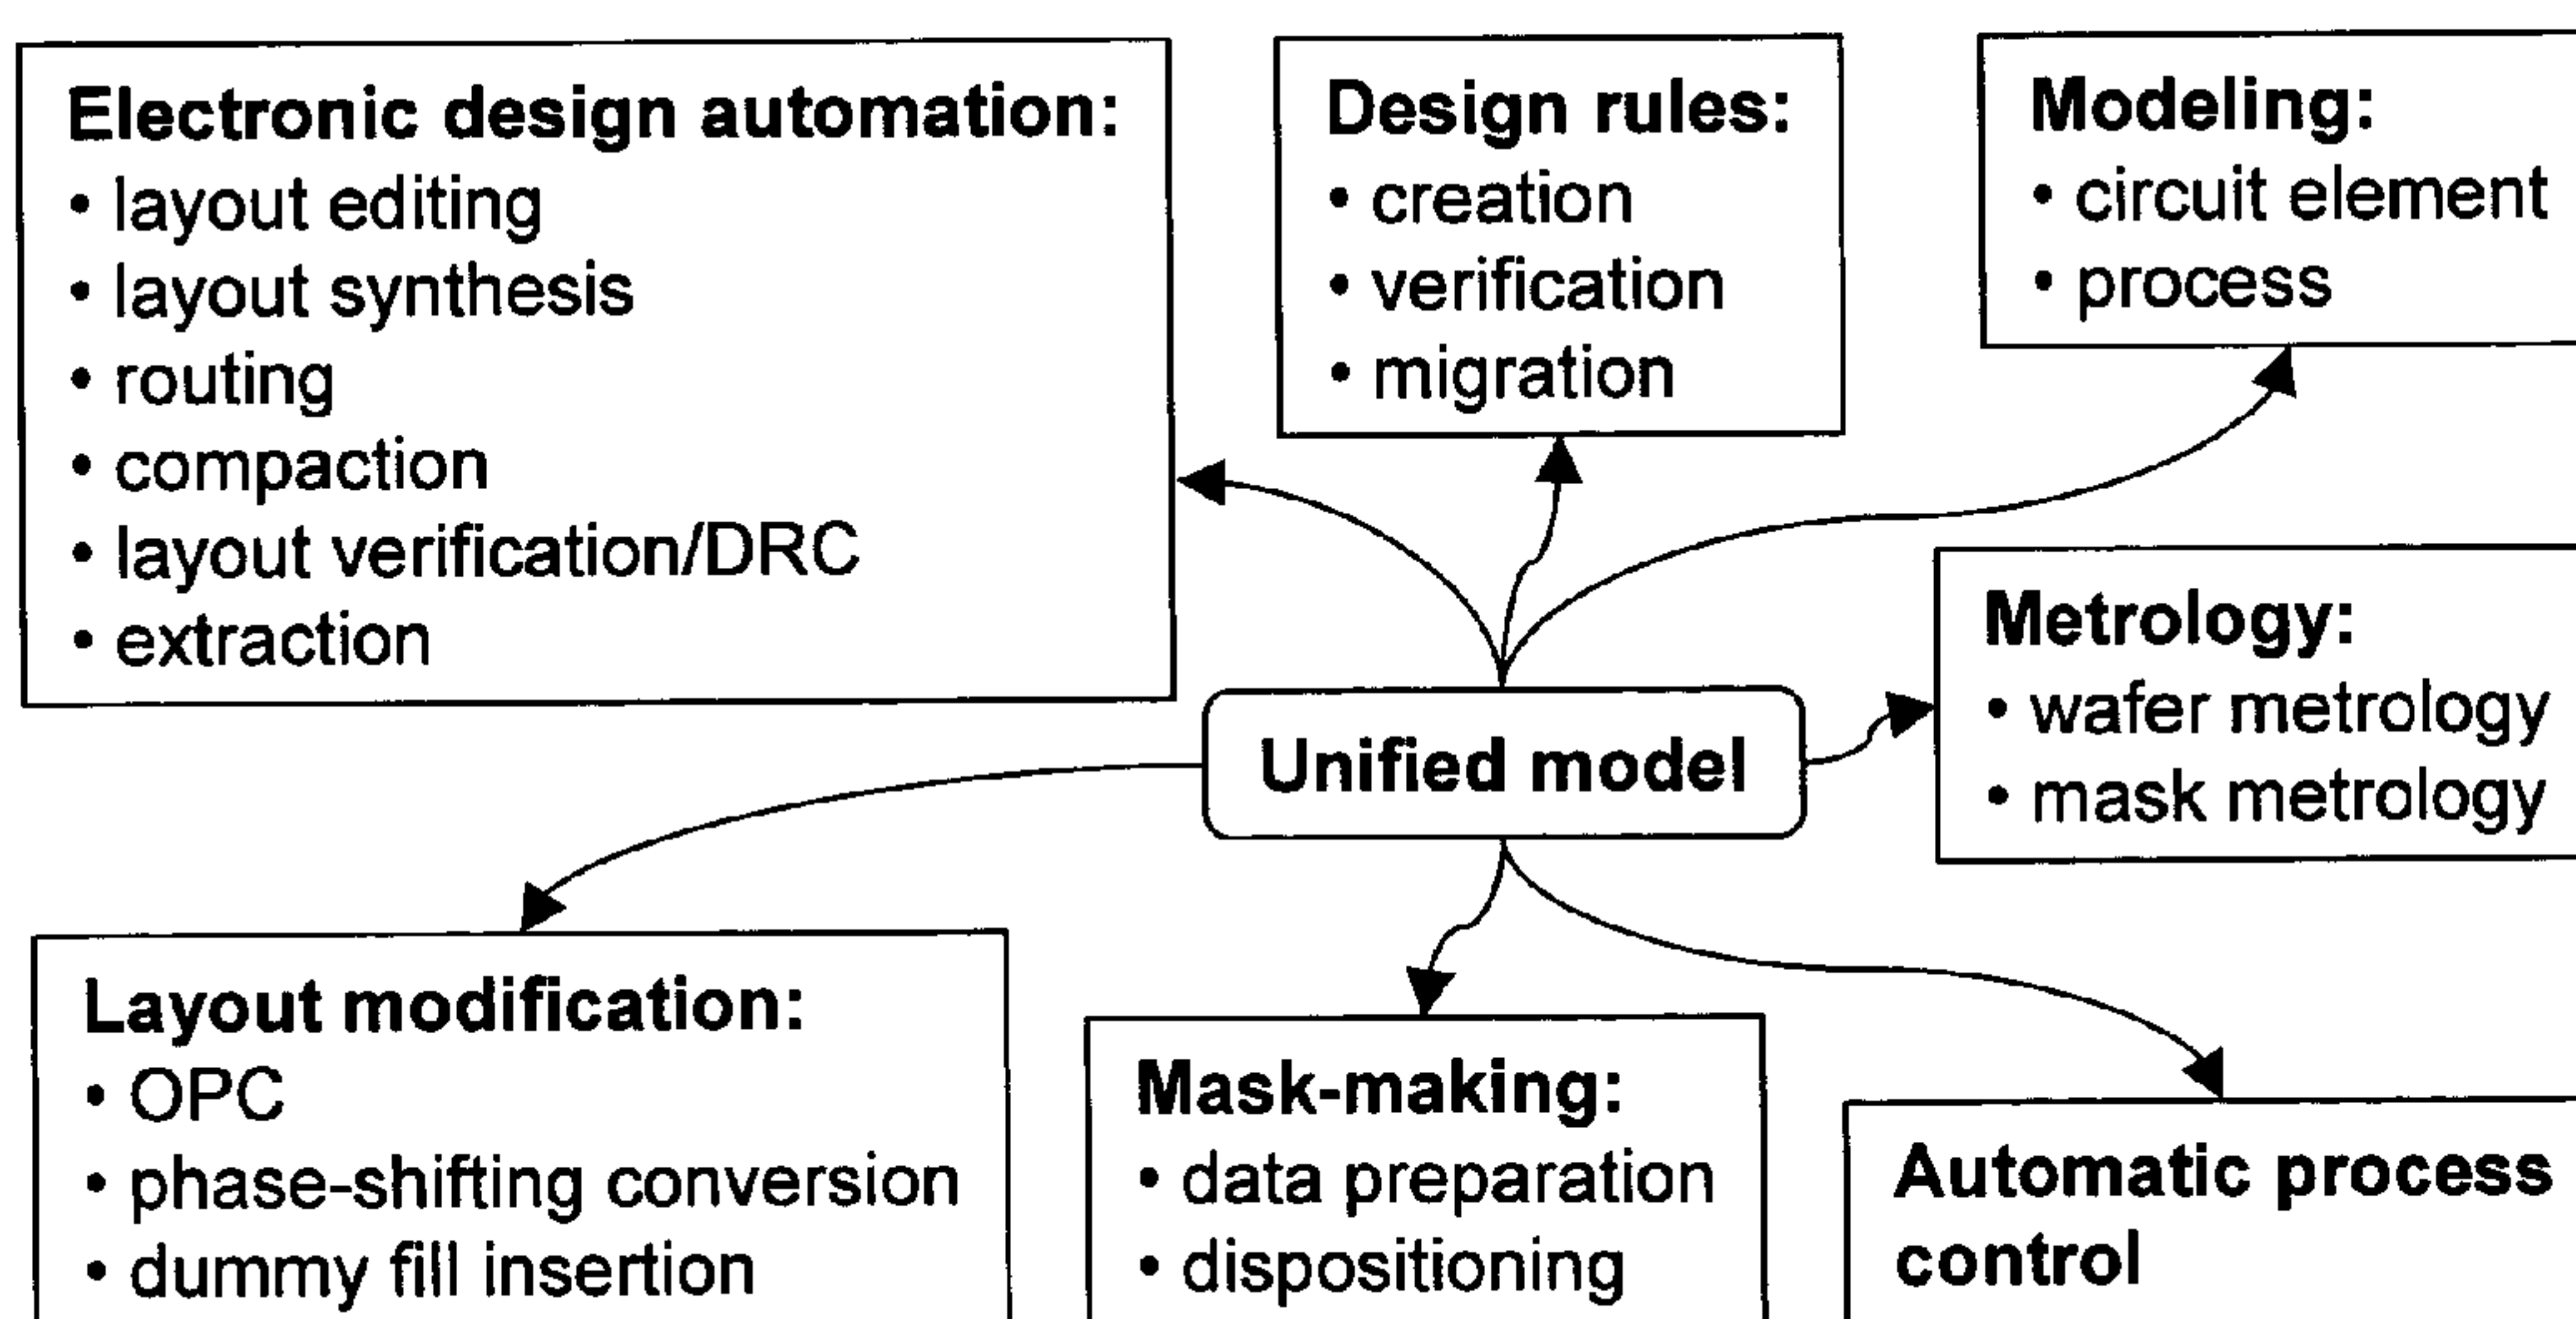 Electronic design automation:
• layout editing
• layout synthesis
• routing
• compaction
• layout verification/DRC
• extraction
Design rules:
• creation
• verification
• migration
Modeling:
• circuit element
• process
Metrology:
• wafer metrology
• mask metrology
Unified model
Layout modification:
• OPC
• phase-shifting conversion
• dummy fill insertion
Mask-making:
• data preparation
• dispositioning
Automatic process
control